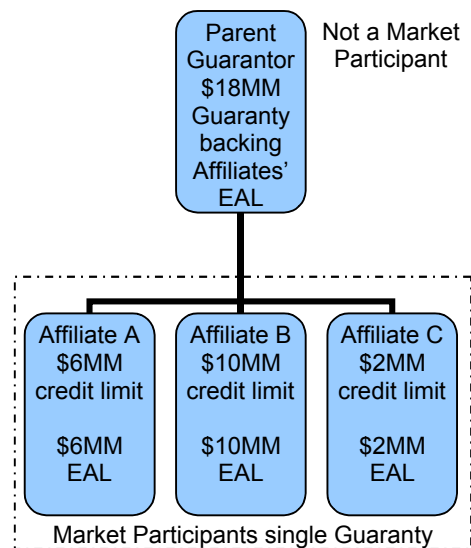 Parent
Guarantor
$18MM
Guaranty
backing
Affiliates’
EAL
Not a Market
Participant
Affiliate A
$6MM
credit limit
$6MM
EAL
Affiliate B
$10MM
credit limit
$10MM
EAL
Affiliate C
$2MM
credit limit
$2MM
EAL
Market Participants single Guaranty